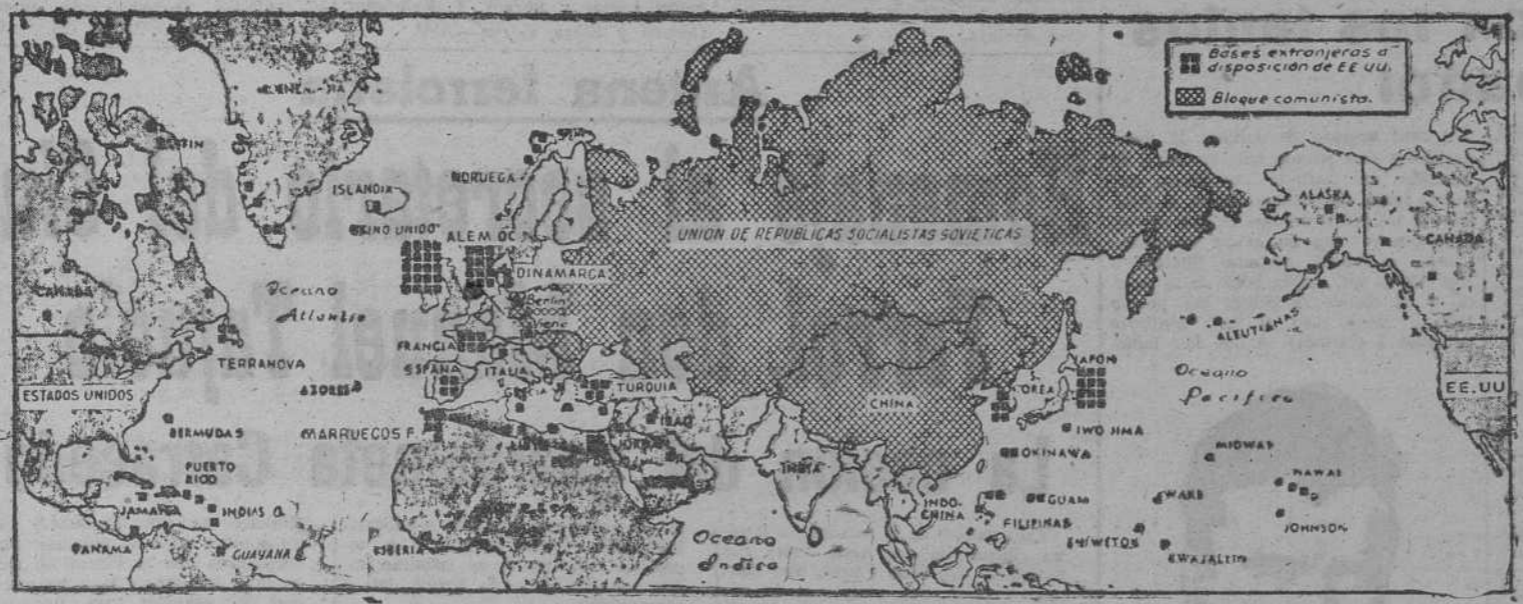 Bases extranjeras a
disposición de EE UU.
Bloque comunista.
ISLANDIA
NORUEGA
ALASKA
CANADA
UNION DE REPUBLICAS SOCIALISTAS SOVIETICAS
"REINO UNIDO"
ALEM OC.
DINAMARCA
Berlin
Viena
CANADA
Oceano
Atlantico
ALEUTIANAS
TERRANOVA
FRANCIA
ESPAÑA
ITALIA
GRECIA
TURQUIA
CHINA
COREA
JAPON
Oceano
Pacifico
EE.UU
ESTADOS UNIDOS
AZORES
BERMUDAS
MARRUECOS F.
IRAQ
IWO JIMA
OKINAWA
MIDWAY
HAWAI
PUERTO
RICO
JAMAICA
INDIAS O.
INDIA
INDO-
CHINA
GUAM
FILIPINAS
WAKE
JOHNSON
PANAMA
GUAYANA B.
Oceano
Indico
ENIWETOK
KWAJALEIN